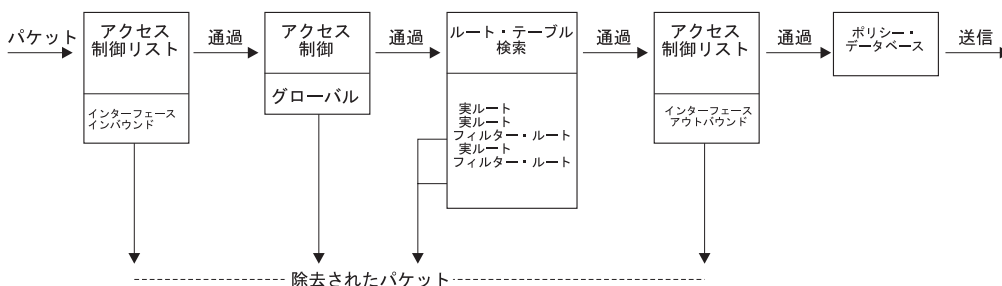 パケット
アクセス
制御リスト
インターフェース
インバウンド
通過
アクセス
制御
グローバル
通過
ルート・テーブル
検索
実ルート
実ルート
フィルター・ルート
実ルート
フィルター・ルート
通過
アクセス
制御リスト
インターフェース
アウトバウンド
通過
ポリシー・
データベース
送信
除去されたパケット